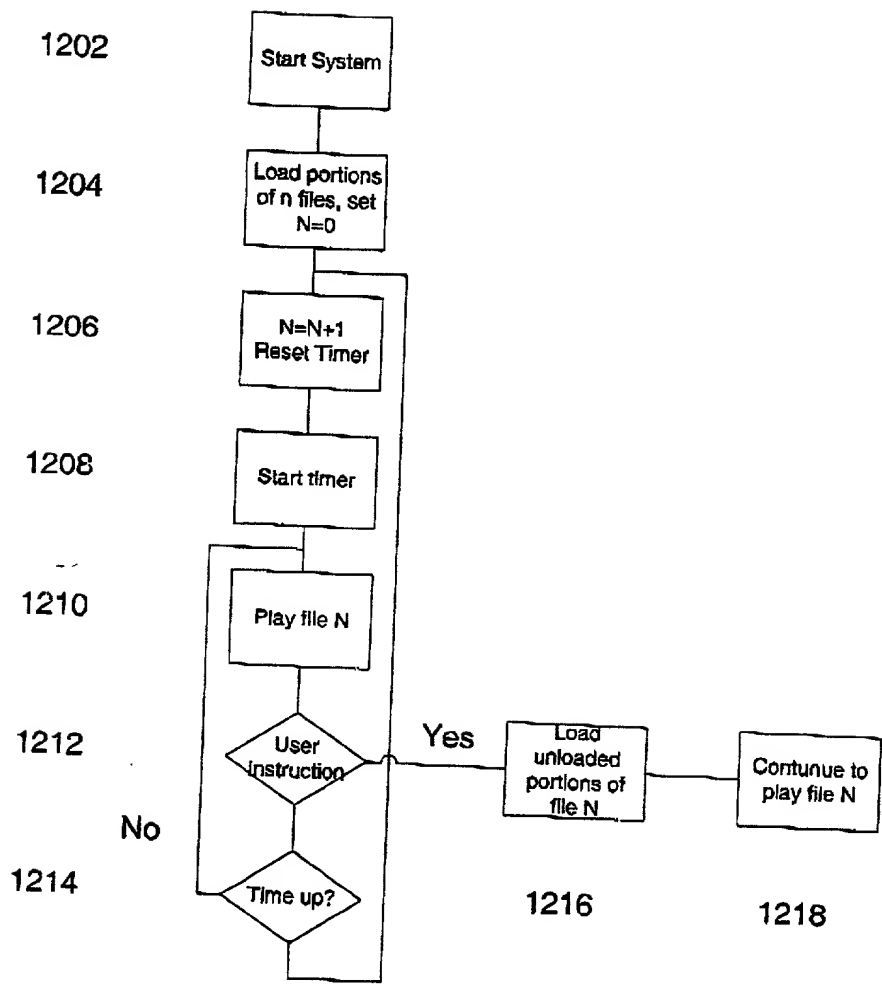 1202
Start System
1204
Load portions
of n files, set
N=0
1206
N=N+1
Reset Timer
1208
Start timer
1210
Play file N
1212
User
instruction
Yes
Load
unloaded
portions of
file N
Contunue to
play file N
No
1214
Time up?
1216
1218